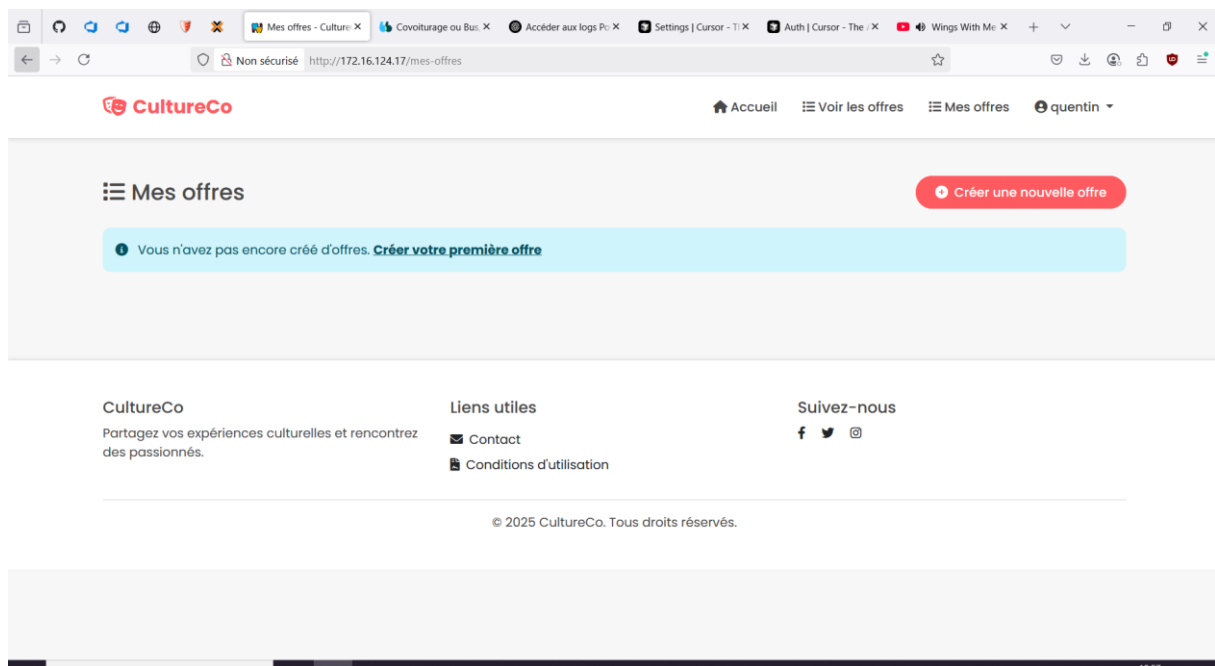 Mes offres - Culture
Covoiturage ou Bus
Accéder aux logs Po
Settings | Cursor - T
Auth | Cursor - The
Wings With Me
Non sécurisé http://172.16.124.17/mes-offres
CultureCo
Accueil Voir les offres Mes offres quentin
Mes offres
Créer une nouvelle offre
Vous n'avez pas encore créé d'offres. Créer votre première offre
CultureCo
Partagez vos expériences culturelles et rencontrez
des passionnés.
Liens utiles
Contact
Conditions d'utilisation
Suivez-nous
© 2025 CultureCo. Tous droits réservés.